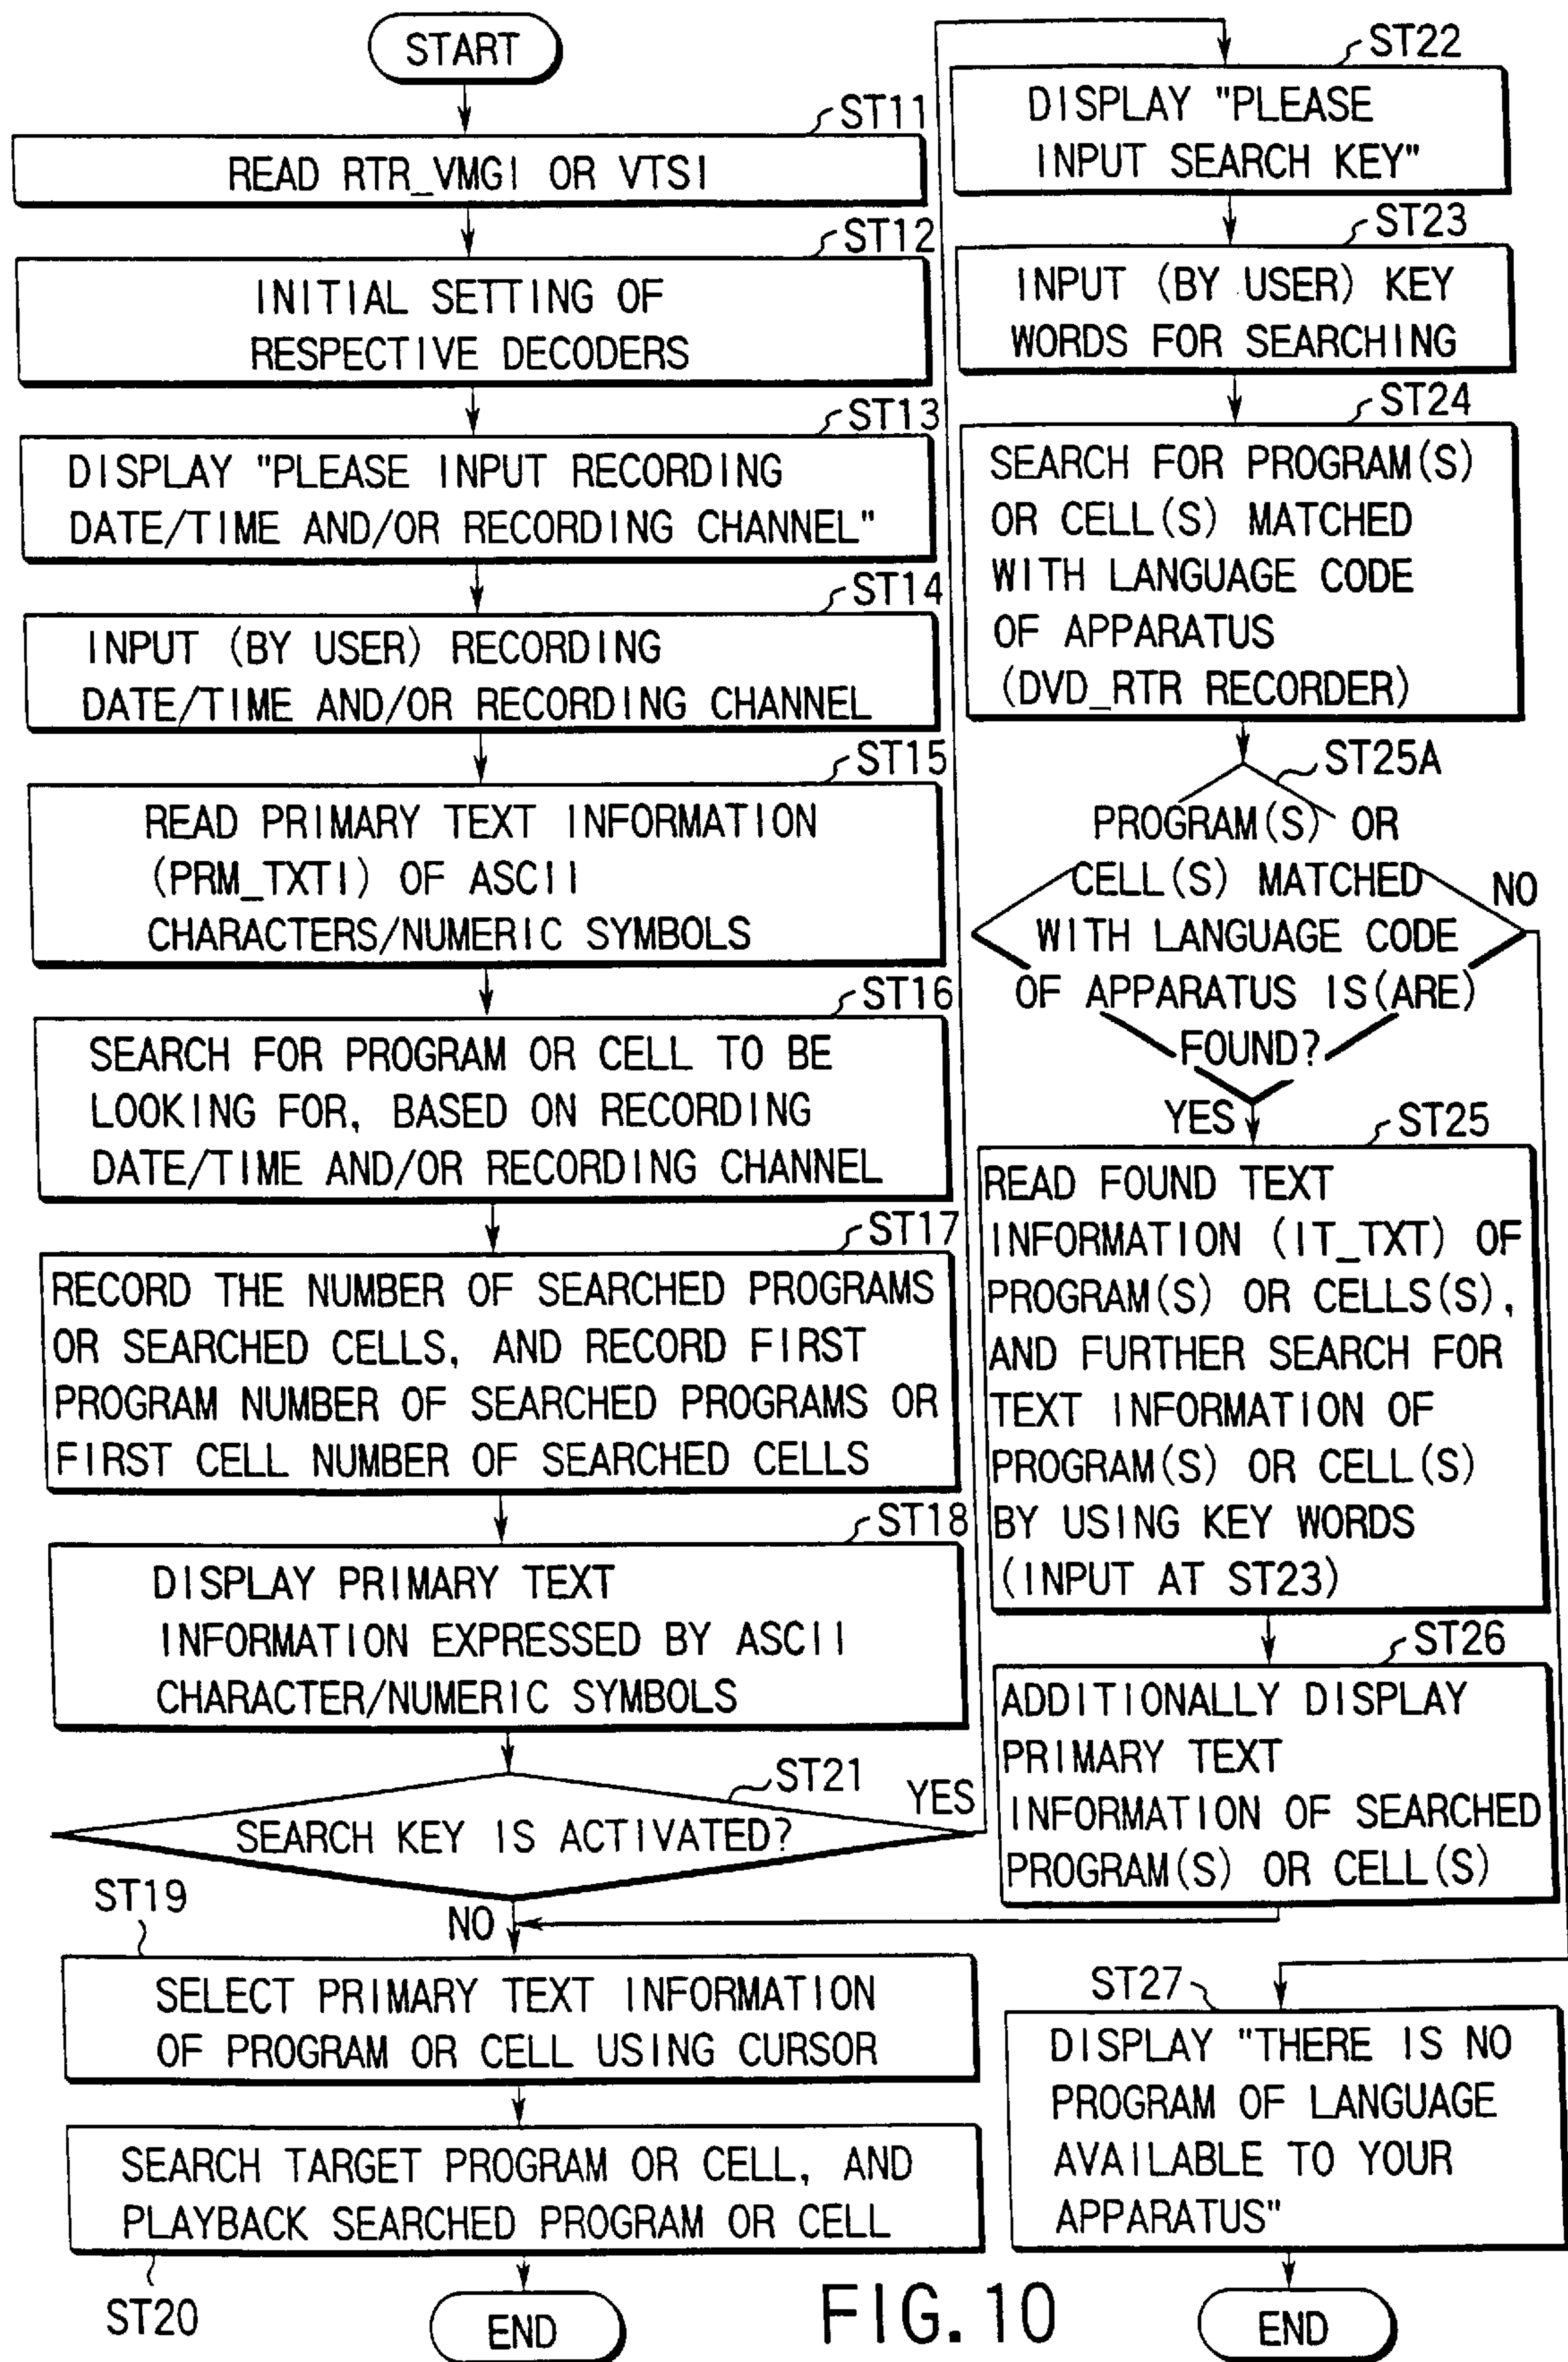 START
ST11
READ RTR_VMGI OR VTSI
ST12
INITIAL SETTING OF
RESPECTIVE DECODERS
ST13
DISPLAY "PLEASE INPUT RECORDING
DATE/TIME AND/OR RECORDING CHANNEL"
ST14
INPUT (BY USER) RECORDING
DATE/TIME AND/OR RECORDING CHANNEL
ST15
READ PRIMARY TEXT INFORMATION
(PRM_TXTI) OF ASCII
CHARACTERS/NUMERIC SYMBOLS
ST16
SEARCH FOR PROGRAM OR CELL TO BE
LOOKING FOR, BASED ON RECORDING
DATE/TIME AND/OR RECORDING CHANNEL
ST17
RECORD THE NUMBER OF SEARCHED PROGRAMS
OR SEARCHED CELLS, AND RECORD FIRST
PROGRAM NUMBER OF SEARCHED PROGRAMS OR
FIRST CELL NUMBER OF SEARCHED CELLS
ST18
DISPLAY PRIMARY TEXT
INFORMATION EXPRESSED BY ASCII
CHARACTER/NUMERIC SYMBOLS
ST21
YES
SEARCH KEY IS ACTIVATED?
NO
ST19
SELECT PRIMARY TEXT INFORMATION
OF PROGRAM OR CELL USING CURSOR
SEARCH TARGET PROGRAM OR CELL, AND
PLAYBACK SEARCHED PROGRAM OR CELL
ST20
END
ST22
DISPLAY "PLEASE
INPUT SEARCH KEY"
ST23
INPUT (BY USER) KEY
WORDS FOR SEARCHING
ST24
SEARCH FOR PROGRAM(S)
OR CELL(S) MATCHED
WITH LANGUAGE CODE
OF APPARATUS
(DVD_RTR RECORDER)
ST25A
PROGRAM(S) OR
CELL(S) MATCHED
WITH LANGUAGE CODE
OF APPARATUS IS(ARE)
FOUND?
NO
YES
ST25
READ FOUND TEXT
INFORMATION (IT_TXT) OF
PROGRAM(S) OR CELLS(S),
AND FURTHER SEARCH FOR
TEXT INFORMATION OF
PROGRAM(S) OR CELL(S)
BY USING KEY WORDS
(INPUT AT ST23)
ST26
ADDITIONALLY DISPLAY
PRIMARY TEXT
INFORMATION OF SEARCHED
PROGRAM(S) OR CELL(S)
ST27
DISPLAY "THERE IS NO
PROGRAM OF LANGUAGE
AVAILABLE TO YOUR
APPARATUS"
END
FIG. 10